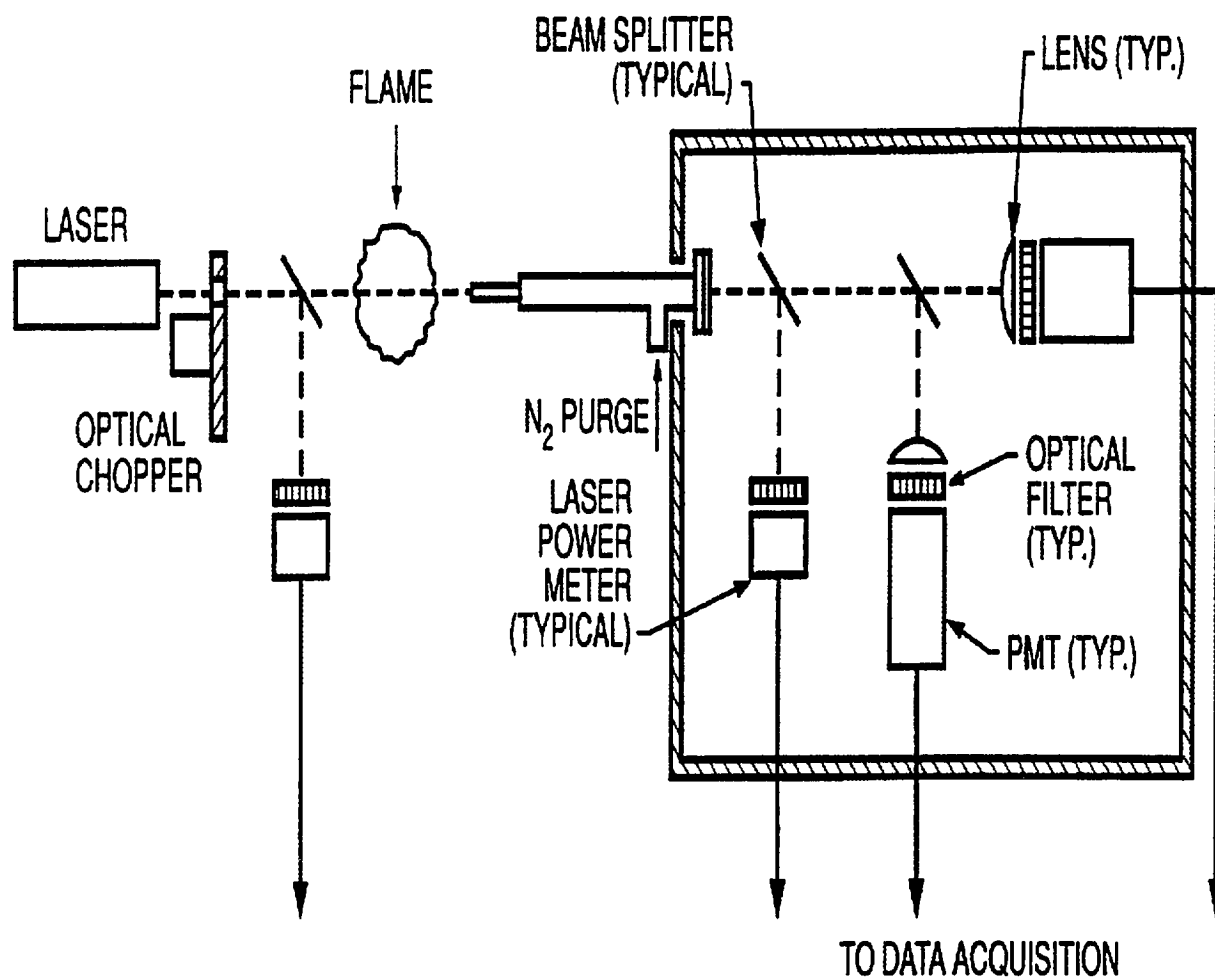 BEAM SPLITTER
(TYPICAL)
LENS (TYP.)
FLAME
LASER
OPTICAL
CHOPPER
N₂ PURGE
LASER
POWER
METER
(TYPICAL)
OPTICAL
FILTER
(TYP.)
PMT (TYP.)
TO DATA ACQUISITION